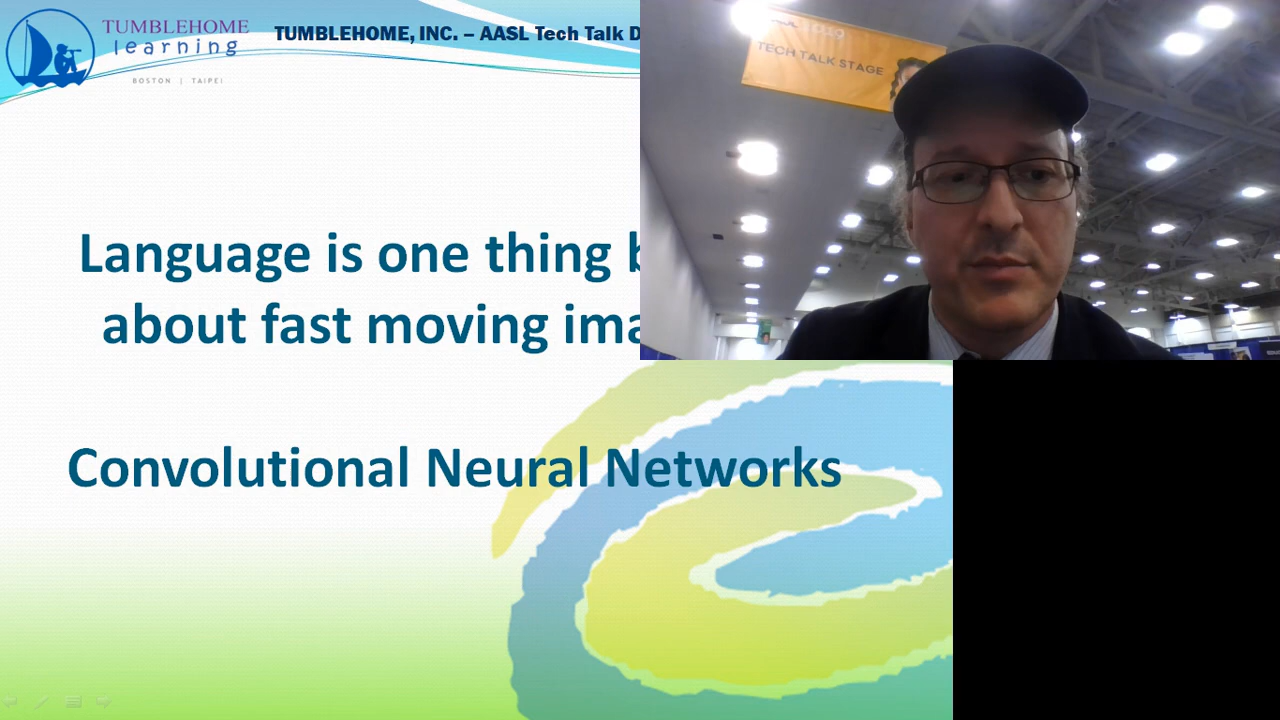 TUMBLEHOME
learning
BOSTON | TAIPEI
TUMBLEHOME, INC. – AASL Tech Talk D
TECH TALK STAGE
Language is one thing b
about fast moving ima
Convolutional Neural Networks